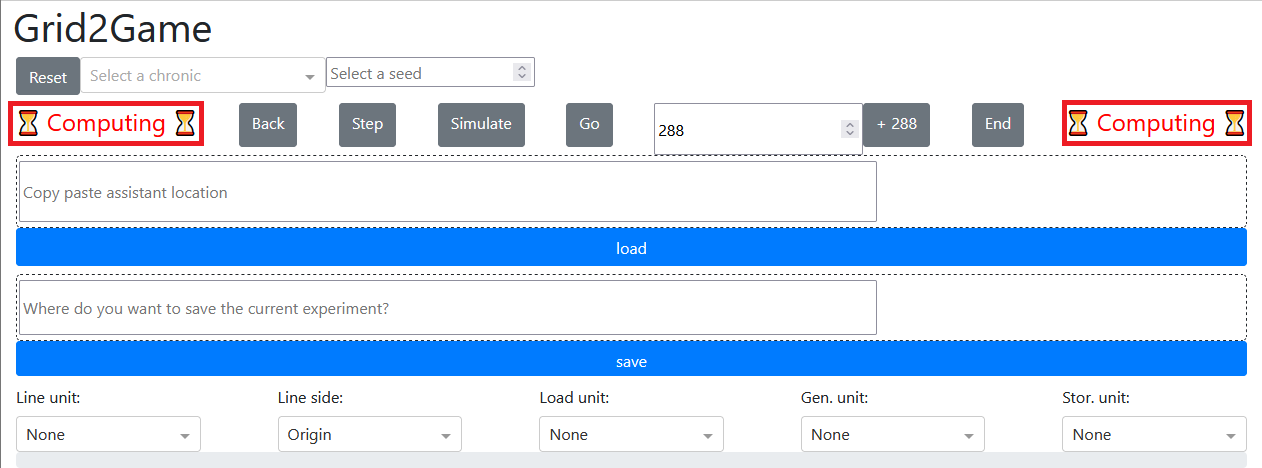 Grid2Game
Reset Select a chronic Select a seed
⏳ Computing ⏳ Back Step Simulate Go 288 + 288 End ⏳ Computing ⏳
Copy paste assistant location
load
Where do you want to save the current experiment?
save
Line unit: Line side: Load unit: Gen. unit: Stor. unit:
None Origin None None None